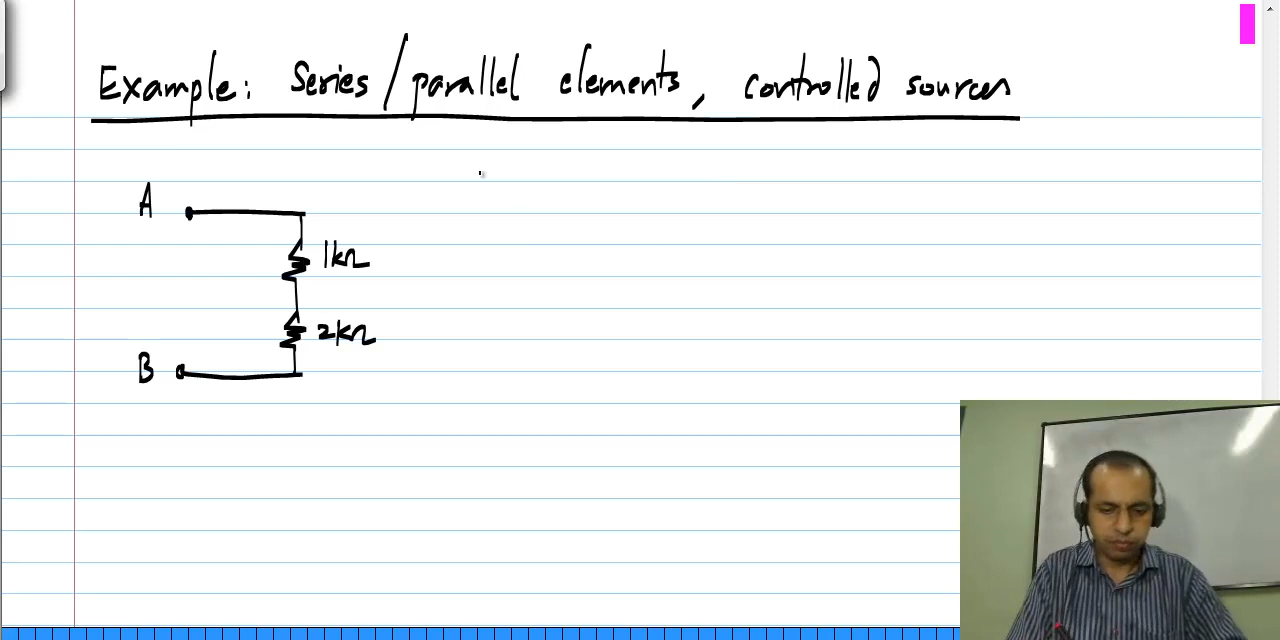 Example: Series/parallel elements, controlled sources
A
1kΩ
2kΩ
B